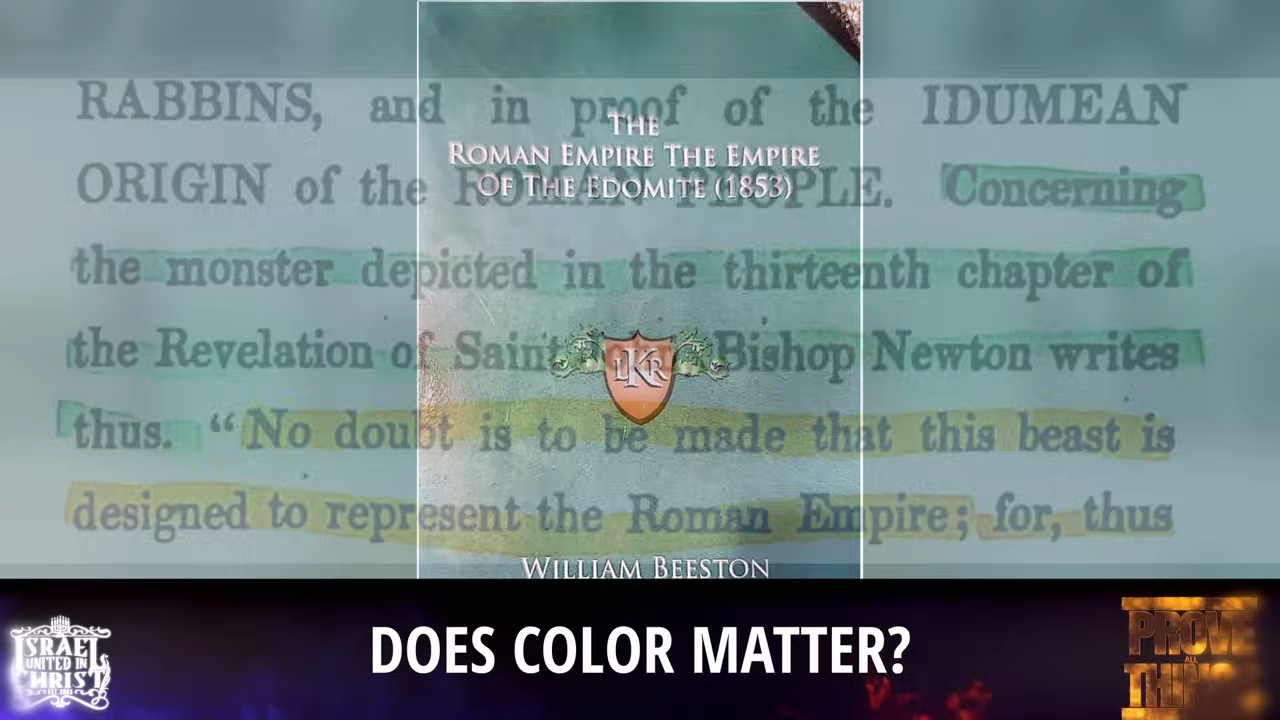 RABBINS, and in proof of the IDUMEAN
ORIGIN of the ROMAN PEOPLE. Concerning
the monster depicted in the thirteenth chapter of
the Revelation of Saint Bishop Newton writes
thus. “No doubt is to be made that this beast is
designed to represent the Roman Empire; for, thus
THE
ROMAN EMPIRE THE EMPIRE
OF THE EDOMITE (1853)
LKR
WILLIAM BEESTON
DOES COLOR MATTER?
ISRAEL
UNITED IN
CHRIST
PROVE
ALL